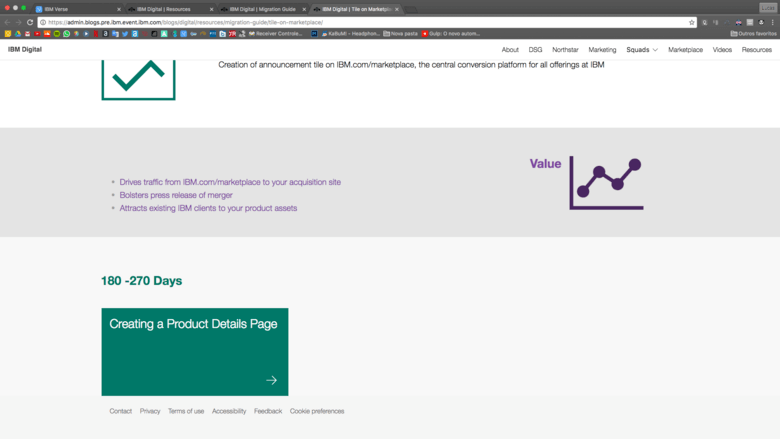 IBM Verse
IBM Digital | Resources
IBM Digital | Migration Guide
IBM Digital | Tile on Marketpla
https://admin.blogs.pre.ibm.event.ibm.com/blogs/digital/resources/migration-guide/tile-on-marketplace/
Receiver Controle...
KaBuM! - Headphon...
Nova pasta
Gulp: O novo autom...
Outros favoritos
IBM Digital
About DSG Northstar Marketing Squads Marketplace Videos Resources
Creation of announcement tile on IBM.com/marketplace, the central conversion platform for all offerings at IBM
Value
Drives traffic from IBM.com/marketplace to your acquisition site
Bolsters press release of merger
Attracts existing IBM clients to your product assets
180 -270 Days
Creating a Product Details Page
Contact Privacy Terms of use Accessibility Feedback Cookie preferences